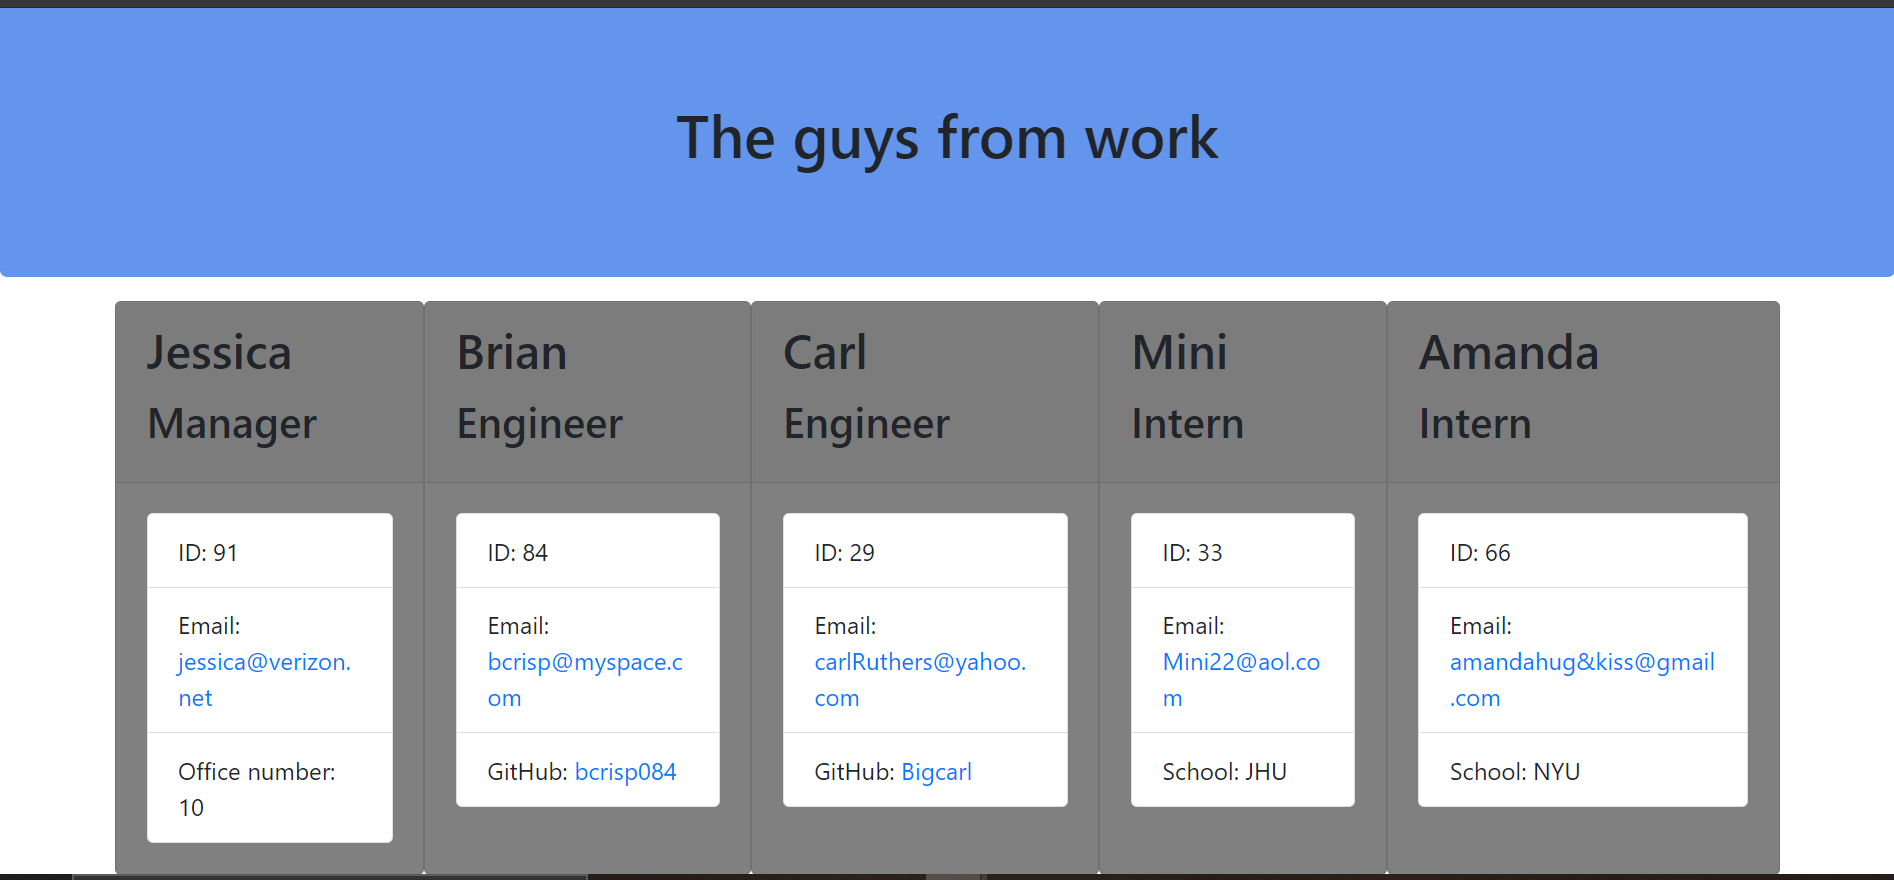 The guys from work
Jessica
Manager
ID: 91
Email:
jessica@verizon.
net
Office number:
10
Brian
Engineer
ID: 84
Email:
bcrisp@myspace.c
om
GitHub: bcrisp084
Carl
Engineer
ID: 29
Email:
carlRuthers@yahoo.
com
GitHub: Bigcarl
Mini
Intern
ID: 33
Email:
Mini22@aol.co
m
School: JHU
Amanda
Intern
ID: 66
Email:
amandahug&kiss@gmail
.com
School: NYU